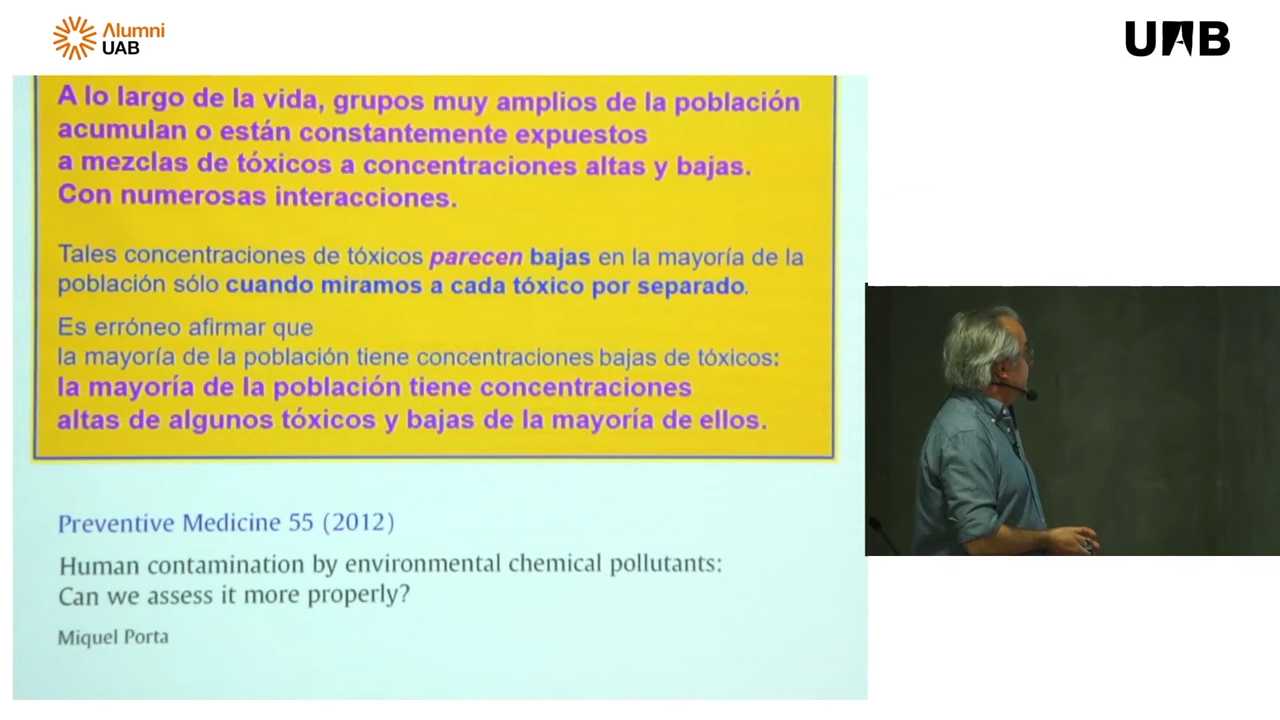 Alumni
UAB
UAB
A lo largo de la vida, grupos muy amplios de la población
acumulan o están constantemente expuestos
a mezclas de tóxicos a concentraciones altas y bajas.
Con numerosas interacciones.
Tales concentraciones de tóxicos parecen bajas en la mayoría de la
población sólo cuando miramos a cada tóxico por separado.
Es erróneo afirmar que
la mayoría de la población tiene concentraciones bajas de tóxicos:
la mayoría de la población tiene concentraciones
altas de algunos tóxicos y bajas de la mayoría de ellos.
Preventive Medicine 55 (2012)
Human contamination by environmental chemical pollutants:
Can we assess it more properly?
Miquel Porta